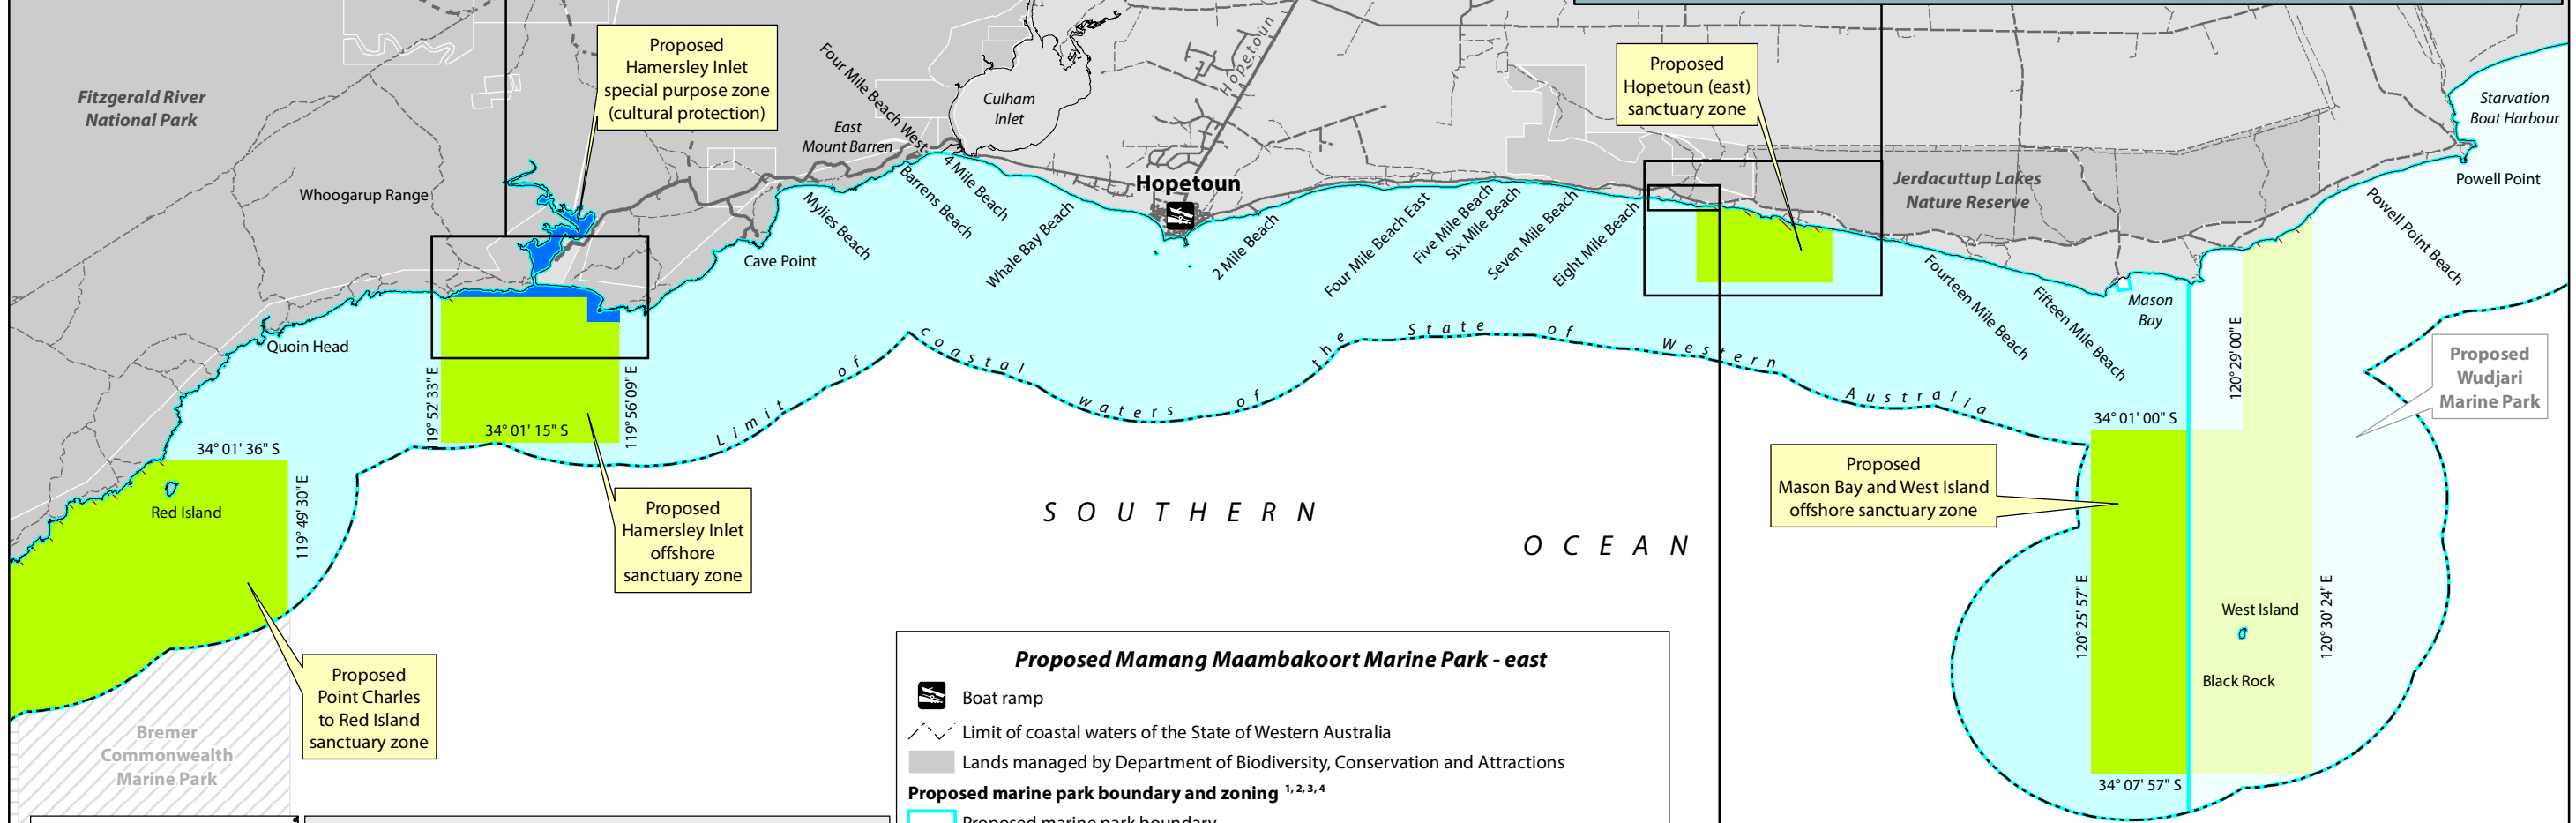 Fitzgerald River
National Park
Whoogarup Range
Proposed
Hamersley Inlet
special purpose zone
(cultural protection)
Four Mile Beach West
East
Mount Barren
Culham
Inlet
Hopetoun
Hopetoun
Proposed
Hopetoun (east)
sanctuary zone
Jerdacuttup Lakes
Nature Reserve
Starvation
Boat Harbour
Powell Point
Powell Point Beach
Quoin Head
Cave Point
Mylies Beach
Barrens Beach
4 Mile Beach
Whale Bay Beach
2 Mile Beach
Four Mile Beach East
Five Mile Beach
Six Mile Beach
Seven Mile Beach
Eight Mile Beach
Fourteen Mile Beach
Fifteen Mile Beach
Mason
Bay
120° 29' 00" E
Proposed
Wudjari
Marine Park
Limit of coastal waters of the State of Western Australia
19° 52' 33" E
34° 01' 15" S
119° 56' 09" E
34° 01' 36" S
119° 49' 30" E
Red Island
Proposed
Hamersley Inlet
offshore
sanctuary zone
SOUTHERN
OCEAN
34° 01' 00" S
Proposed
Mason Bay and West Island
offshore sanctuary zone
120° 25' 57" E
West Island
120° 30' 24" E
Black Rock
34° 07' 57" S
Proposed
Point Charles
to Red Island
sanctuary zone
Bremer
Commonwealth
Marine Park
Proposed Mamang Maambakoort Marine Park - east
Boat ramp
Limit of coastal waters of the State of Western Australia
Lands managed by Department of Biodiversity, Conservation and Attractions
Proposed marine park boundary and zoning 1, 2, 3, 4
Proposed marine park boundary